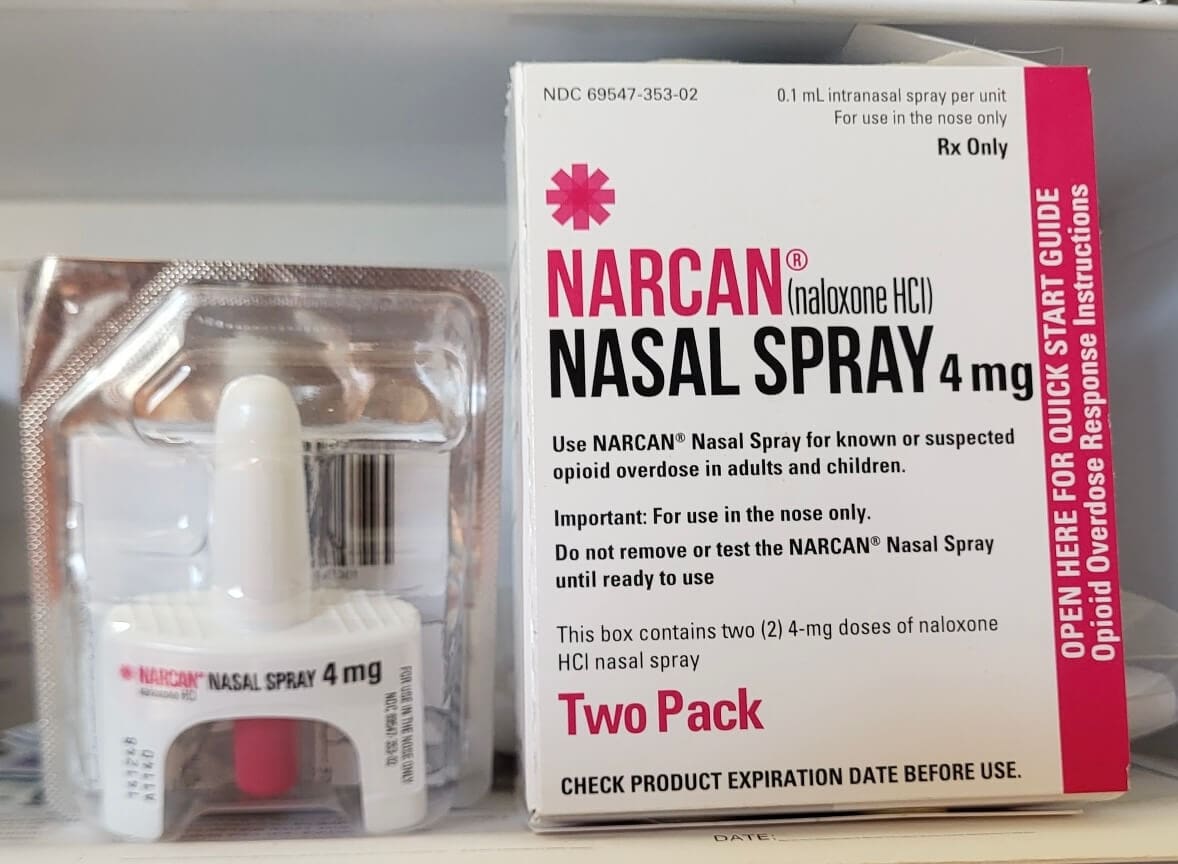 NDC 69547-353-02
0.1 mL intranasal spray per unit
For use in the nose only
Rx Only
NARCAN®
(naloxone HCl)
NASAL SPRAY 4 mg
Use NARCAN® Nasal Spray for known or suspected
opioid overdose in adults and children.
Important: For use in the nose only.
Do not remove or test the NARCAN® Nasal Spray
until ready to use
This box contains two (2) 4-mg doses of naloxone
HCl nasal spray
Two Pack
CHECK PRODUCT EXPIRATION DATE BEFORE USE.
OPEN HERE FOR QUICK START GUIDE
Opioid Overdose Response Instructions
NARCAN® NASAL SPRAY 4 mg
naloxone HCl
FOR USE IN THE NOSE ONLY
DATE: